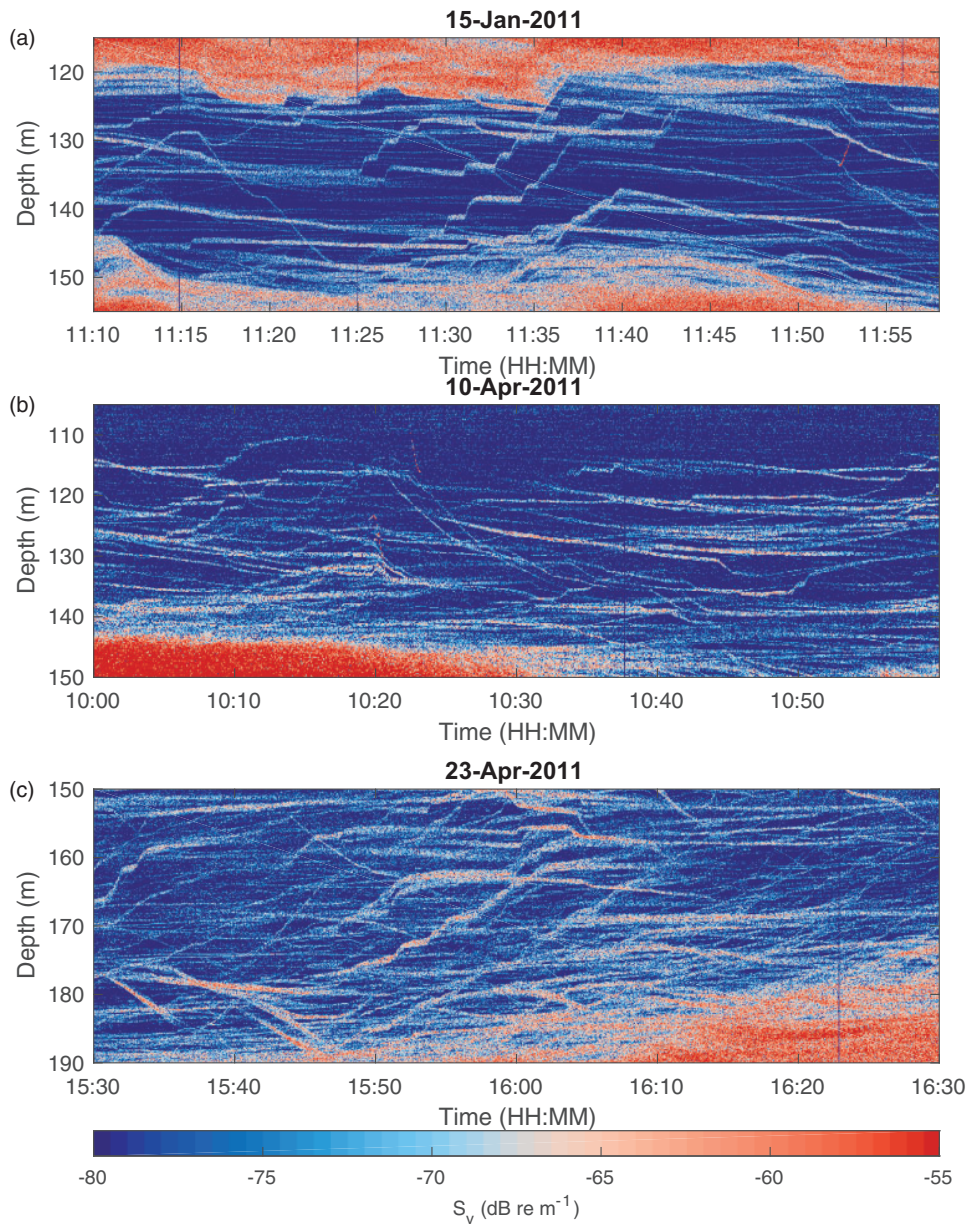 15-Jan-2011
(a)
120
130
140
150
Depth (m)
11:10 11:15 11:20 11:25 11:30 11:35 11:40 11:45 11:50 11:55
Time (HH:MM)
10-Apr-2011
(b)
110
120
130
140
150
Depth (m)
10:00 10:10 10:20 10:30 10:40 10:50
Time (HH:MM)
23-Apr-2011
(c)
150
160
170
180
190
Depth (m)
15:30 15:40 15:50 16:00 16:10 16:20 16:30
Time (HH:MM)
-80 -75 -70 -65 -60 -55
Sᵥ (dB re m⁻¹)